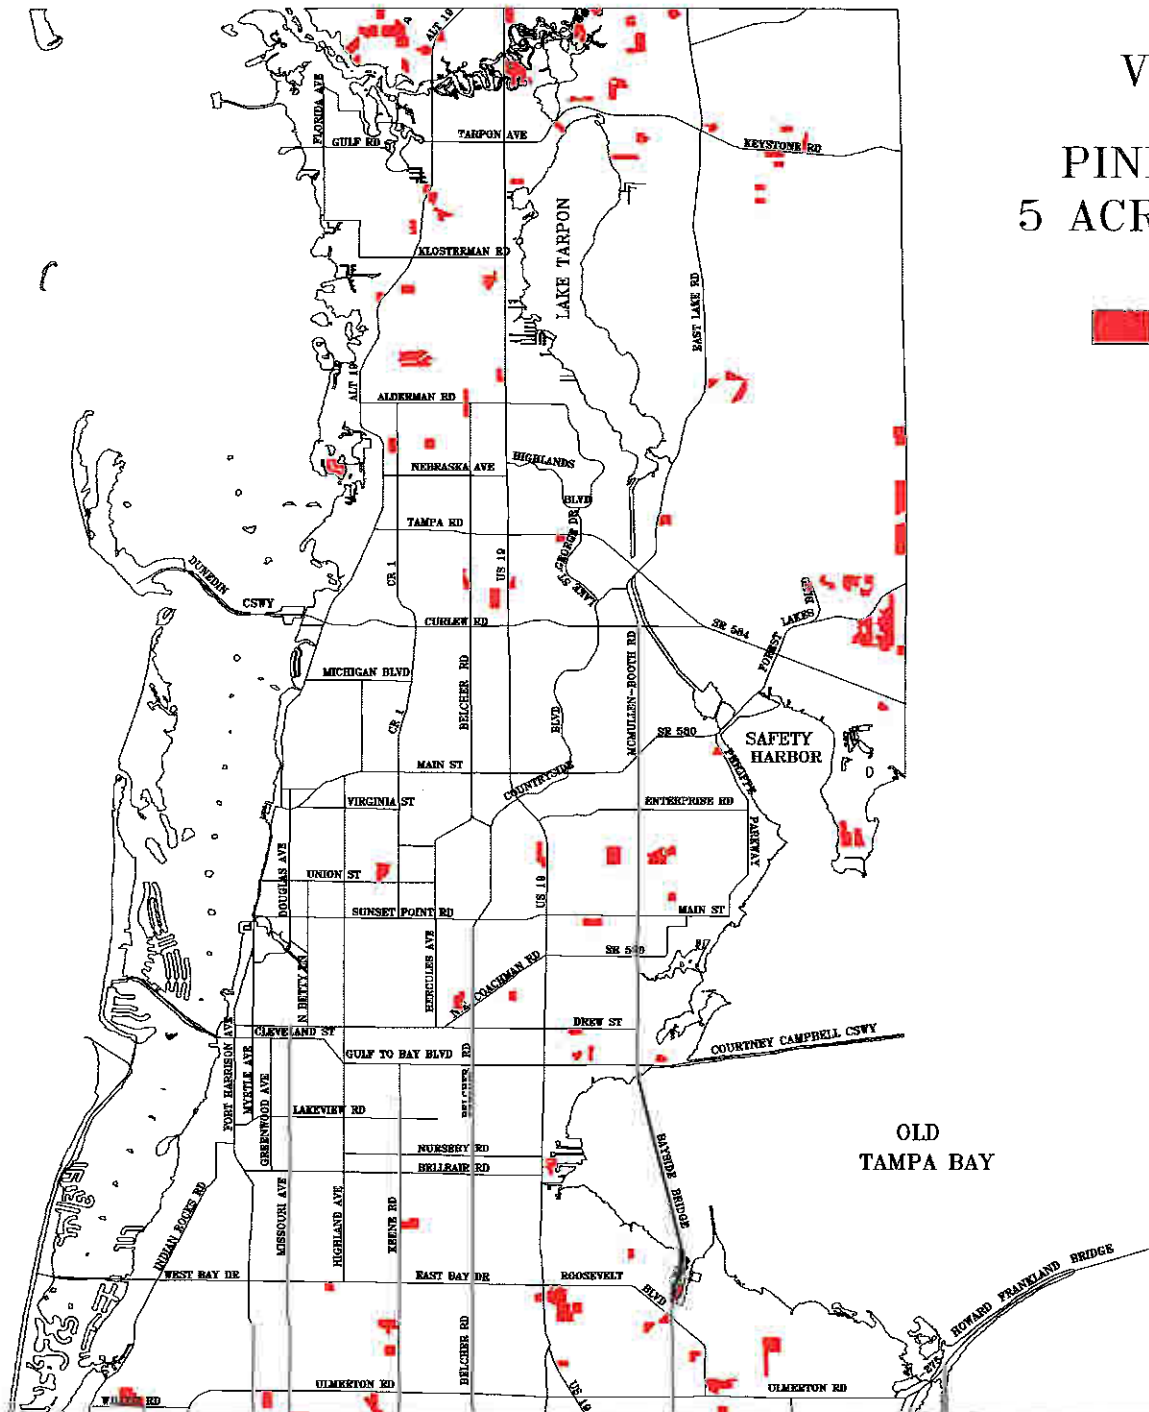 V
PIN
5 ACR
ALT 19
FLORIDA AVE
GULF RD
TARPON AVE
KEYSTONE RD
LAKE TARPON
KLOSTERMAN RD
EAST LAKE RD
ALT 19
ALDERMAN RD
NEBRASKA AVE
HIGHLANDS
BLVD
TAMPA RD
LAKE ST GEORGE DR
US 19
CR 1
DUNEDIN
CSWY
CURLEW RD
SR 584
FOREST LAKES
MICHIGAN BLVD
BELCHER RD
CR 1
BLVD
MCMULLEN-BOOTH RD
SR 580
SAFETY
HARBOR
PHILIPPE
PARKWAY
MAIN ST
COUNTRYSIDE
VIRGINIA ST
ENTERPRISE RD
DOUGLAS AVE
UNION ST
US 19
SUNSET POINT RD
MAIN ST
HERCULES AVE
N BETTY LN
COACHMAN RD
SR 590
CLEVELAND ST
DREW ST
GULF TO BAY BLVD
BELCHER RD
COURTNEY CAMPBELL CSWY
FORT HARRISON AVE
MYRTLE AVE
GREENWOOD AVE
LAKEVIEW RD
OLD
TAMPA BAY
NURSERY RD
BELLEAIR RD
BAYSIDE BRIDGE
INDIAN ROCKS RD
MISSOURI AVE
HIGHLAND AVE
KEENE RD
WEST BAY DR
EAST BAY DR
ROOSEVELT
BLVD
HOWARD FRANKLAND BRIDGE
BELCHER RD
275
ULMERTON RD
US 19
ULMERTON RD